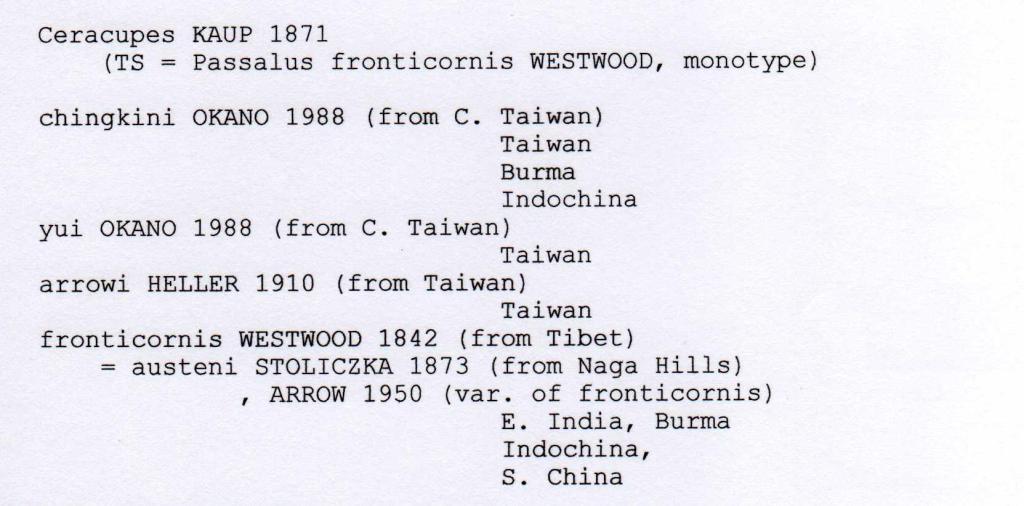 Ceracupes KAUP 1871
(TS = Passalus fronticornis WESTWOOD, monotype)
chingkini OKANO 1988 (from C. Taiwan)
Taiwan
Burma
Indochina
yui OKANO 1988 (from C. Taiwan)
Taiwan
arrowi HELLER 1910 (from Taiwan)
Taiwan
fronticornis WESTWOOD 1842 (from Tibet)
= austeni STOLICZKA 1873 (from Naga Hills)
, ARROW 1950 (var. of fronticornis)
E. India, Burma
Indochina,
S. China